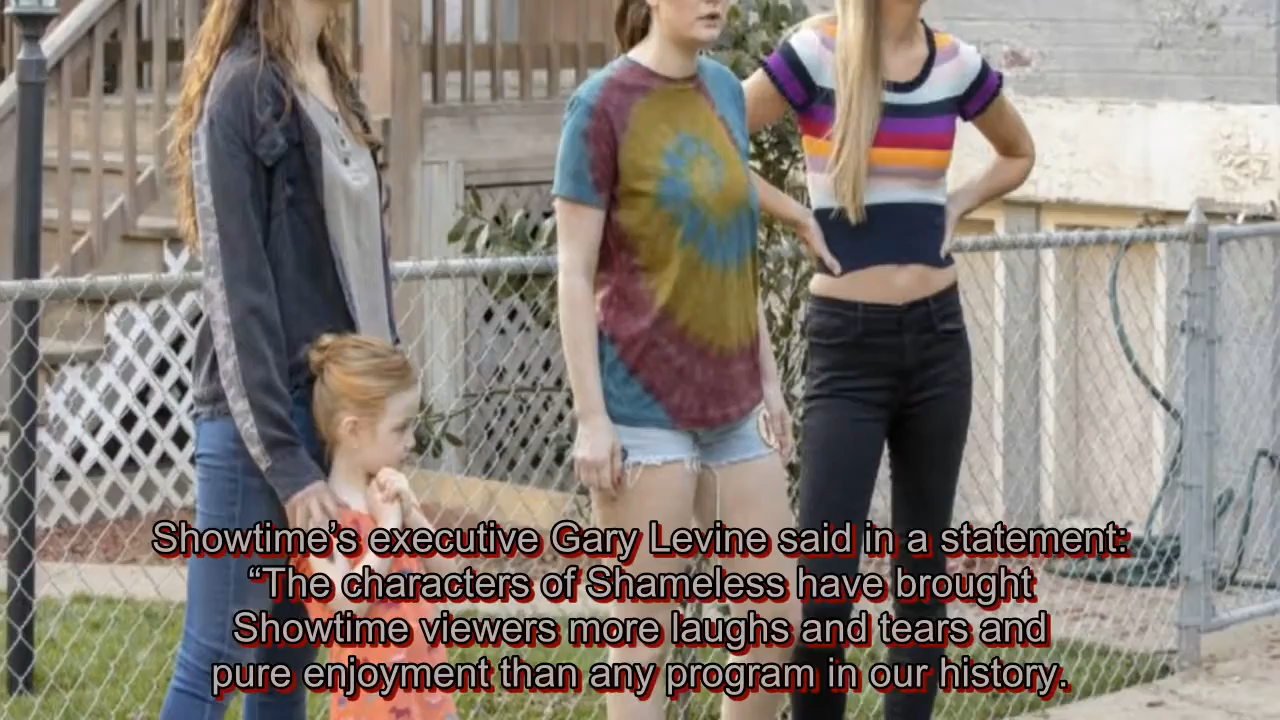 Showtime’s executive Gary Levine said in a statement:
“The characters of Shameless have brought
Showtime viewers more laughs and tears and
pure enjoyment than any program in our history.